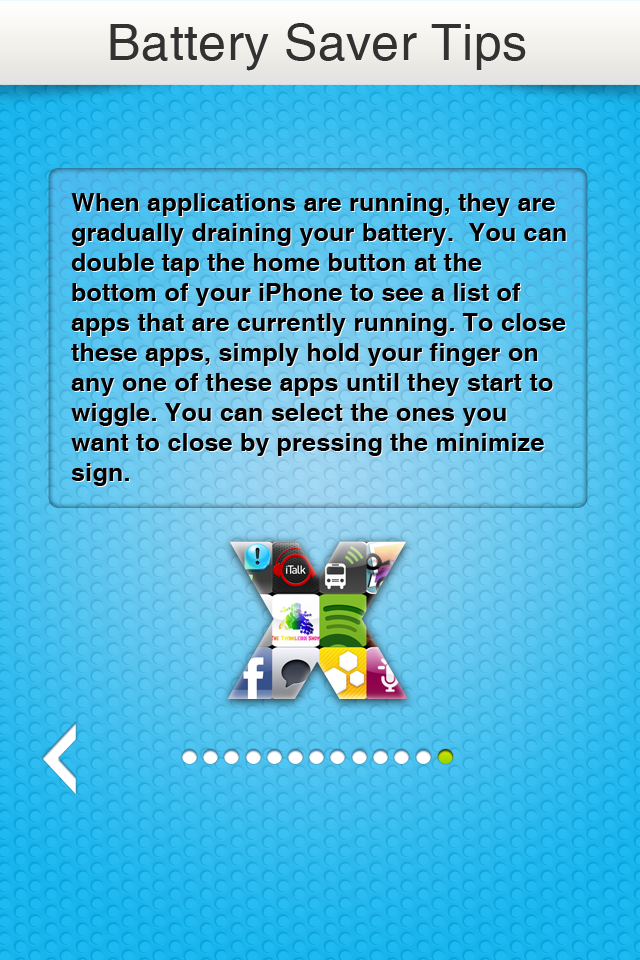 Battery Saver Tips
When applications are running, they are
gradually draining your battery.  You can
double tap the home button at the
bottom of your iPhone to see a list of
apps that are currently running. To close
these apps, simply hold your finger on
any one of these apps until they start to
wiggle. You can select the ones you
want to close by pressing the minimize
sign.
!
iTalk
f